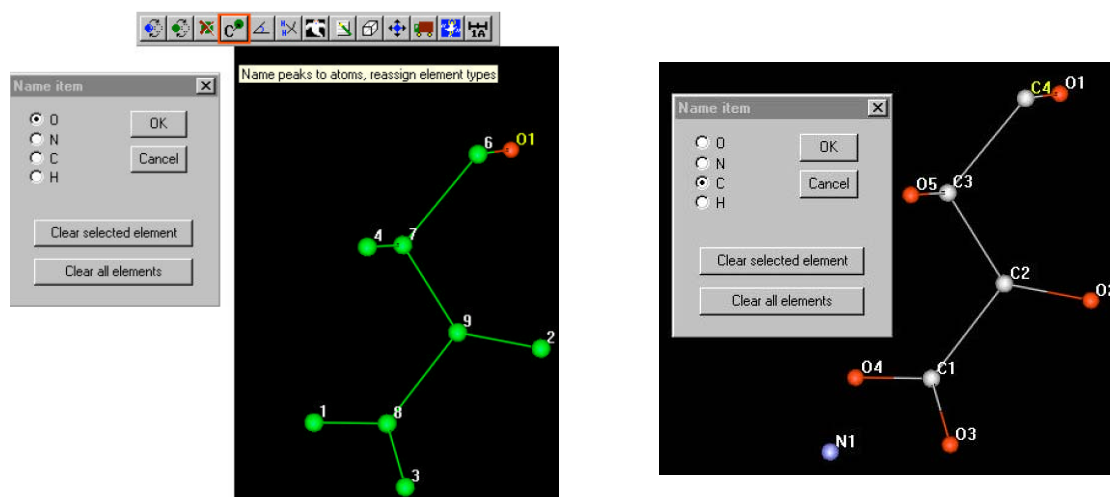 C
1A
Name peaks to atoms, reassign element types
Name item
O
N
C
H
OK
Cancel
Clear selected element
Clear all elements
6
O1
4
7
9
2
1
8
3
Name item
O
N
C
H
OK
Cancel
Clear selected element
Clear all elements
C4
O1
O5
C3
C2
O2
O4
C1
O3
N1